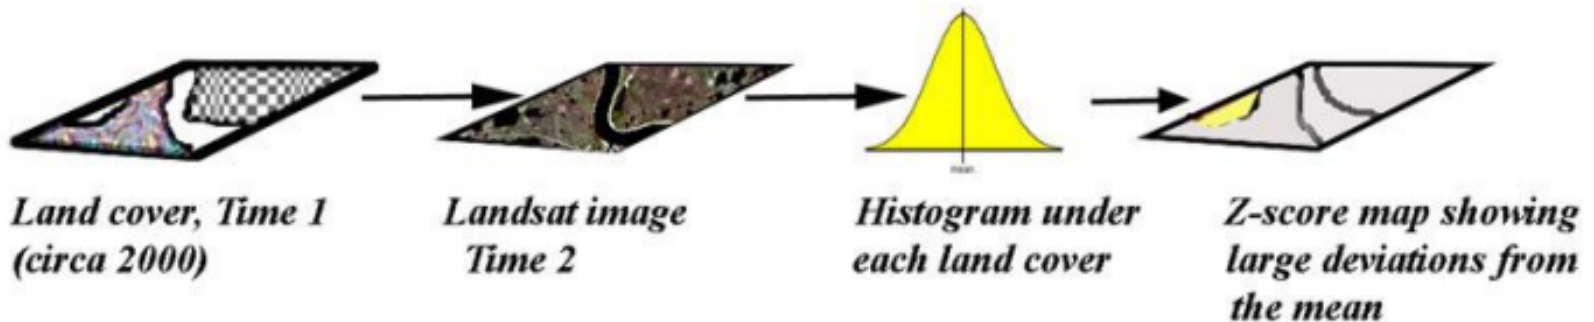 mean
Land cover, Time 1
(circa 2000)
Landsat image
Time 2
Histogram under
each land cover
Z-score map showing
large deviations from
the mean